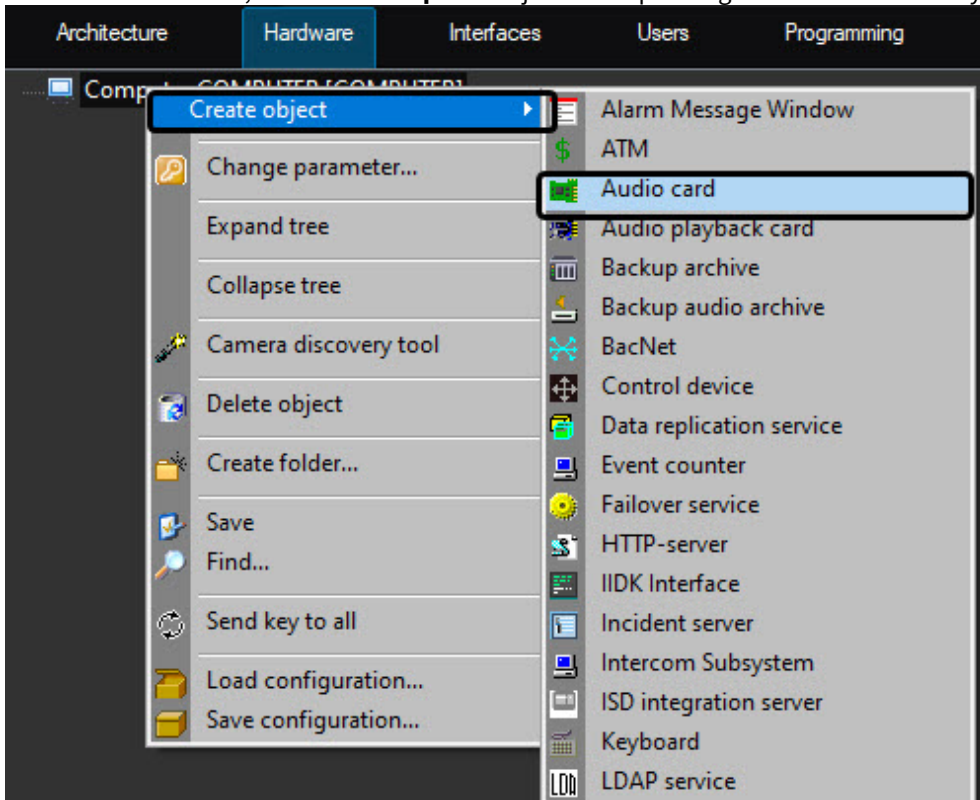 Architecture Hardware Interfaces Users Programming
COMPUTER [COMPUTER]
Create object
Change parameter...
Expand tree
Collapse tree
Camera discovery tool
Delete object
Create folder...
Save
Find...
Send key to all
Load configuration...
Save configuration...
Alarm Message Window
ATM
Audio card
Audio playback card
Backup archive
Backup audio archive
BacNet
Control device
Data replication service
Event counter
Failover service
HTTP-server
IIDK Interface
Incident server
Intercom Subsystem
ISD integration server
Keyboard
LDAP service